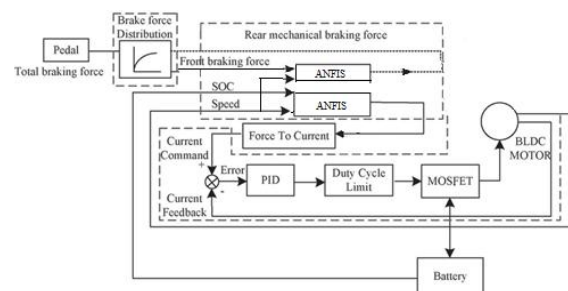 Brake force
Distribution
Rear mechanical braking force
Pedal
Total braking force
Front braking force
ANFIS
SOC
Speed
ANFIS
Force To Current
Current
Command
+
Error
-
PID
Duty Cycle
Limit
MOSFET
BLDC
MOTOR
Current
Feedback
Battery